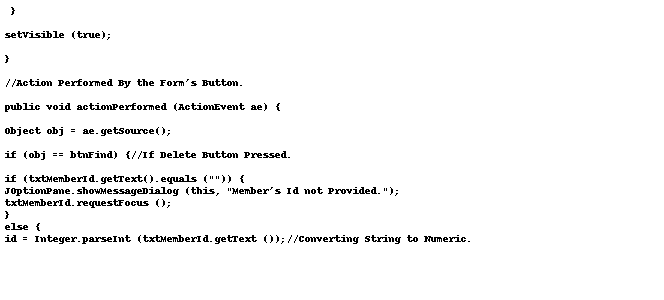 }
setVisible (true);
}
//Action Performed By the Form's Button.
public void actionPerformed (ActionEvent ae) {
Object obj = ae.getSource();
if (obj == btnFind) {//If Delete Button Pressed.
if (txtMemberId.getText().equals ("")) {
JOptionPane.showMessageDialog (this, "Member's Id not Provided.");
txtMemberId.requestFocus ();
}
else {
id = Integer.parseInt (txtMemberId.getText ());//Converting String to Numeric.